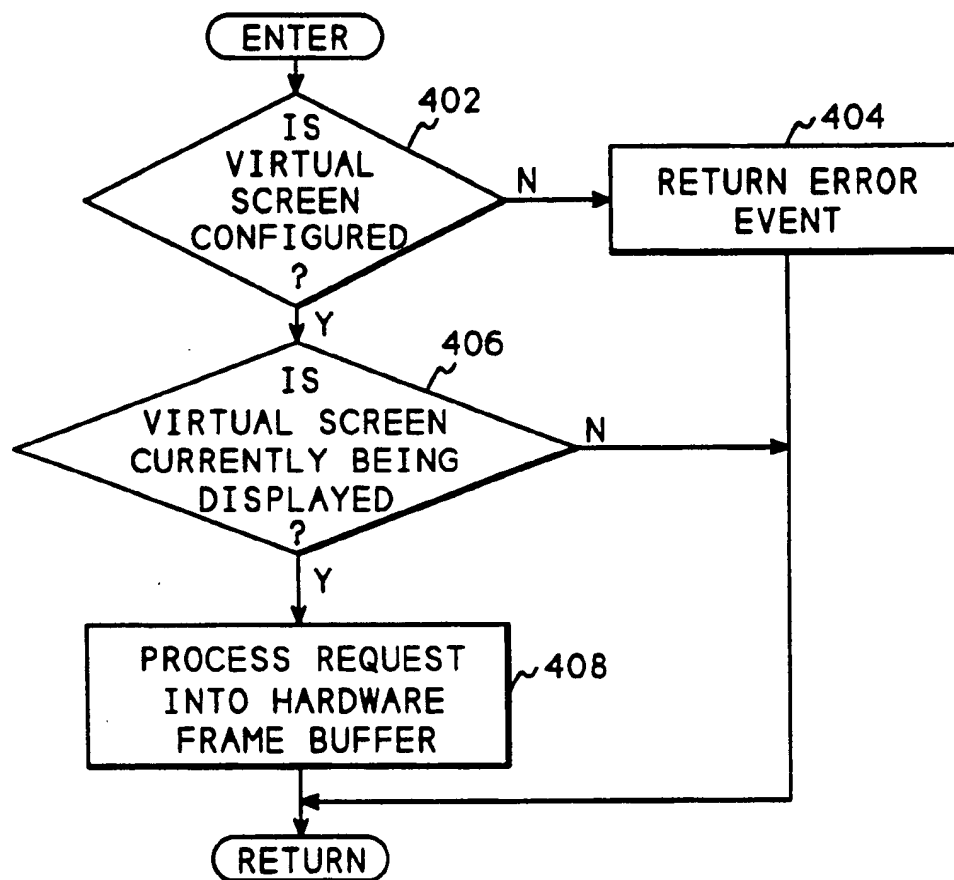 ENTER
402
IS
VIRTUAL
SCREEN
CONFIGURED
?
N
404
RETURN ERROR
EVENT
Y
406
IS
VIRTUAL SCREEN
CURRENTLY BEING
DISPLAYED
?
N
Y
PROCESS REQUEST
INTO HARDWARE
FRAME BUFFER
408
RETURN